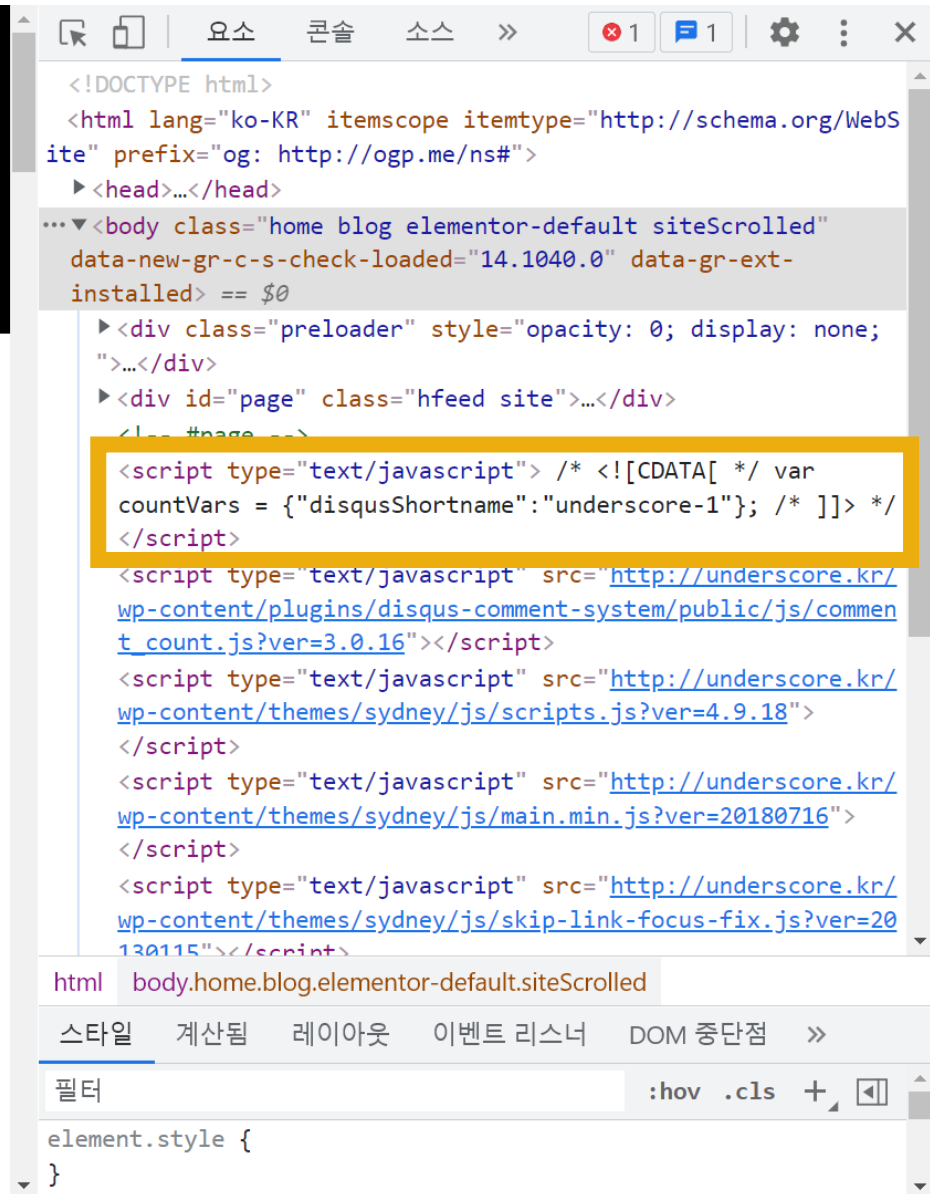 요소 콘솔 소스 » 1 1
<!DOCTYPE html>
<html lang="ko-KR" itemscope itemtype="http://schema.org/WebS
ite" prefix="og: http://ogp.me/ns#">
<head>…</head>
···<body class="home blog elementor-default siteScrolled"
data-new-gr-c-s-check-loaded="14.1040.0" data-gr-ext-
installed> == $0
<div class="preloader" style="opacity: 0; display: none;
">…</div>
<div id="page" class="hfeed site">…</div>
<!-- #page -->
<script type="text/javascript"> /* <![CDATA[ */ var
countVars = {"disqusShortname":"underscore-1"}; /* ]]> */
</script>
<script type="text/javascript" src="http://underscore.kr/
wp-content/plugins/disqus-comment-system/public/js/commen
t_count.js?ver=3.0.16"></script>
<script type="text/javascript" src="http://underscore.kr/
wp-content/themes/sydney/js/scripts.js?ver=4.9.18">
</script>
<script type="text/javascript" src="http://underscore.kr/
wp-content/themes/sydney/js/main.min.js?ver=20180716">
</script>
<script type="text/javascript" src="http://underscore.kr/
wp-content/themes/sydney/js/skip-link-focus-fix.js?ver=20
130115"></script>
html body.home.blog.elementor-default.siteScrolled
스타일 계산됨 레이아웃 이벤트 리스너 DOM 중단점 »
필터 :hov .cls +
element.style {
}